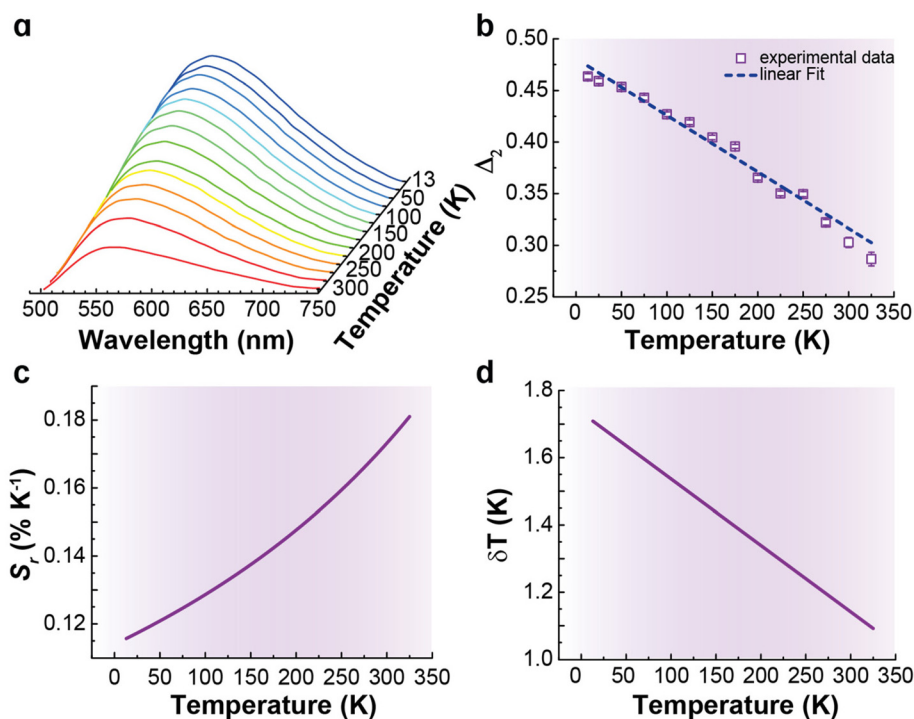 a
13
50
100
150
200
250
300
Temperature (K)
500 550 600 650 700 750
Wavelength (nm)
b
0.50
0.45
0.40
0.35
0.30
0.25
Δ2
experimental data
linear Fit
0 50 100 150 200 250 300 350
Temperature (K)
c
0.18
0.16
0.14
0.12
Sr (% K-1)
0 50 100 150 200 250 300 350
Temperature (K)
d
1.8
1.6
1.4
1.2
1.0
δT (K)
0 50 100 150 200 250 300 350
Temperature (K)